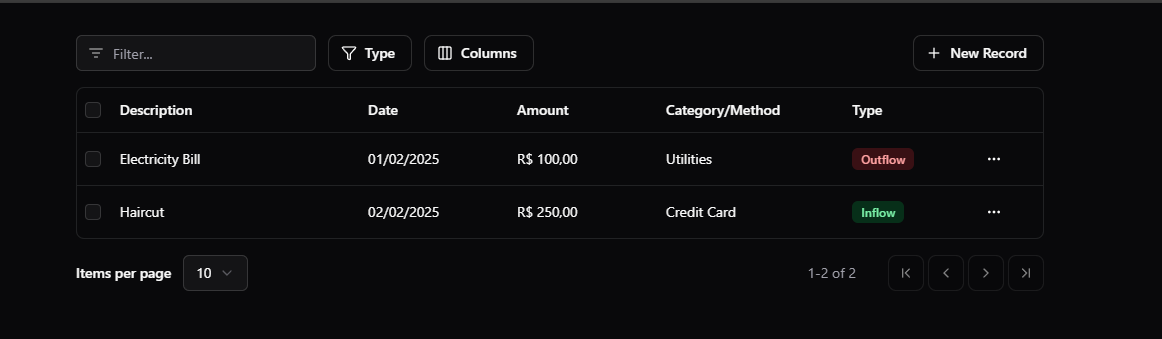 Filter... Type Columns New Record
Description Date Amount Category/Method Type
Electricity Bill 01/02/2025 R$ 100,00 Utilities Outflow
Haircut 02/02/2025 R$ 250,00 Credit Card Inflow
Items per page 10 1-2 of 2